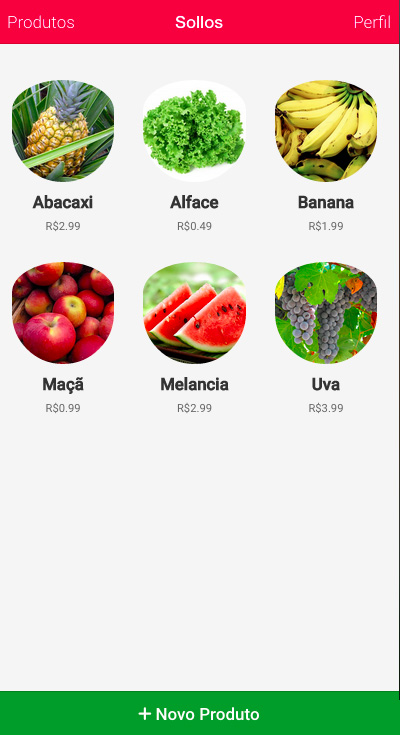 Produtos Sollos Perfil
Abacaxi Alface Banana
R$2.99 R$0.49 R$1.99
Maçã Melancia Uva
R$0.99 R$2.99 R$3.99
+ Novo Produto